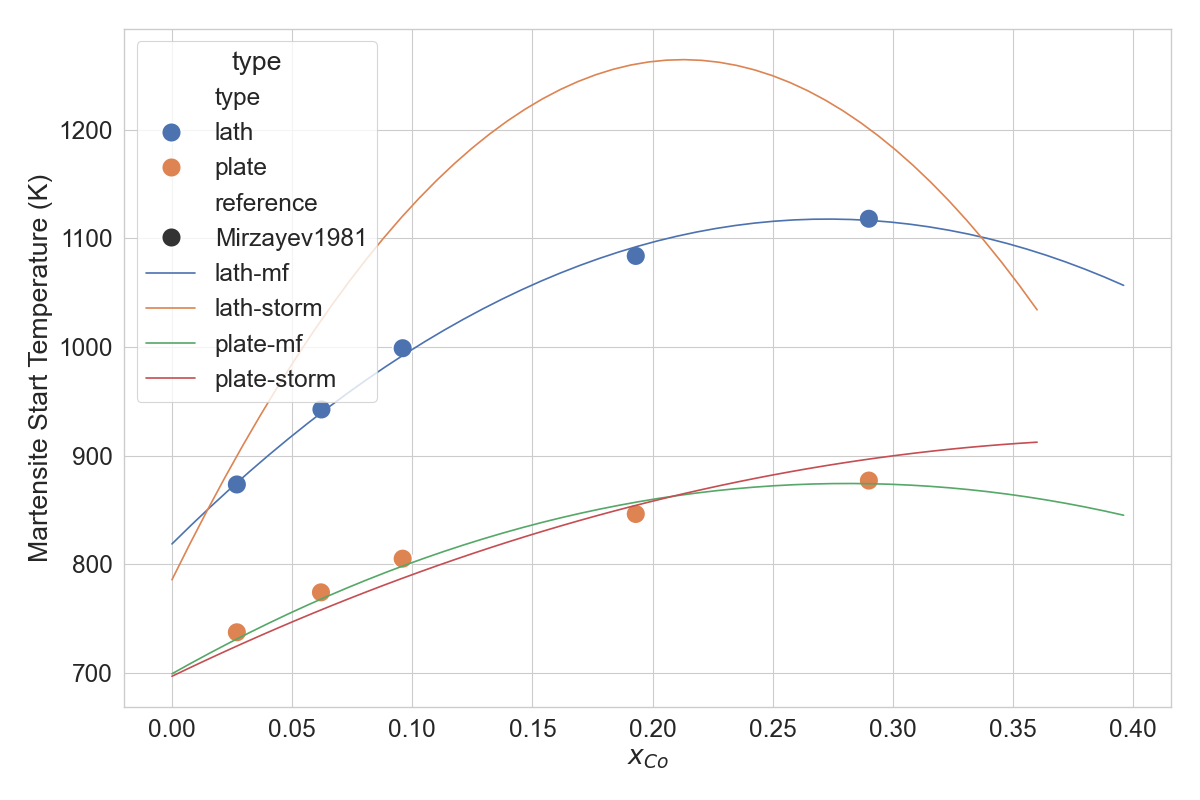 type
type
lath
plate
reference
Mirzayev1981
lath-mf
lath-storm
plate-mf
plate-storm
Martensite Start Temperature (K)
1200
1100
1000
900
800
700
0.00 0.05 0.10 0.15 0.20 0.25 0.30 0.35 0.40
xCo